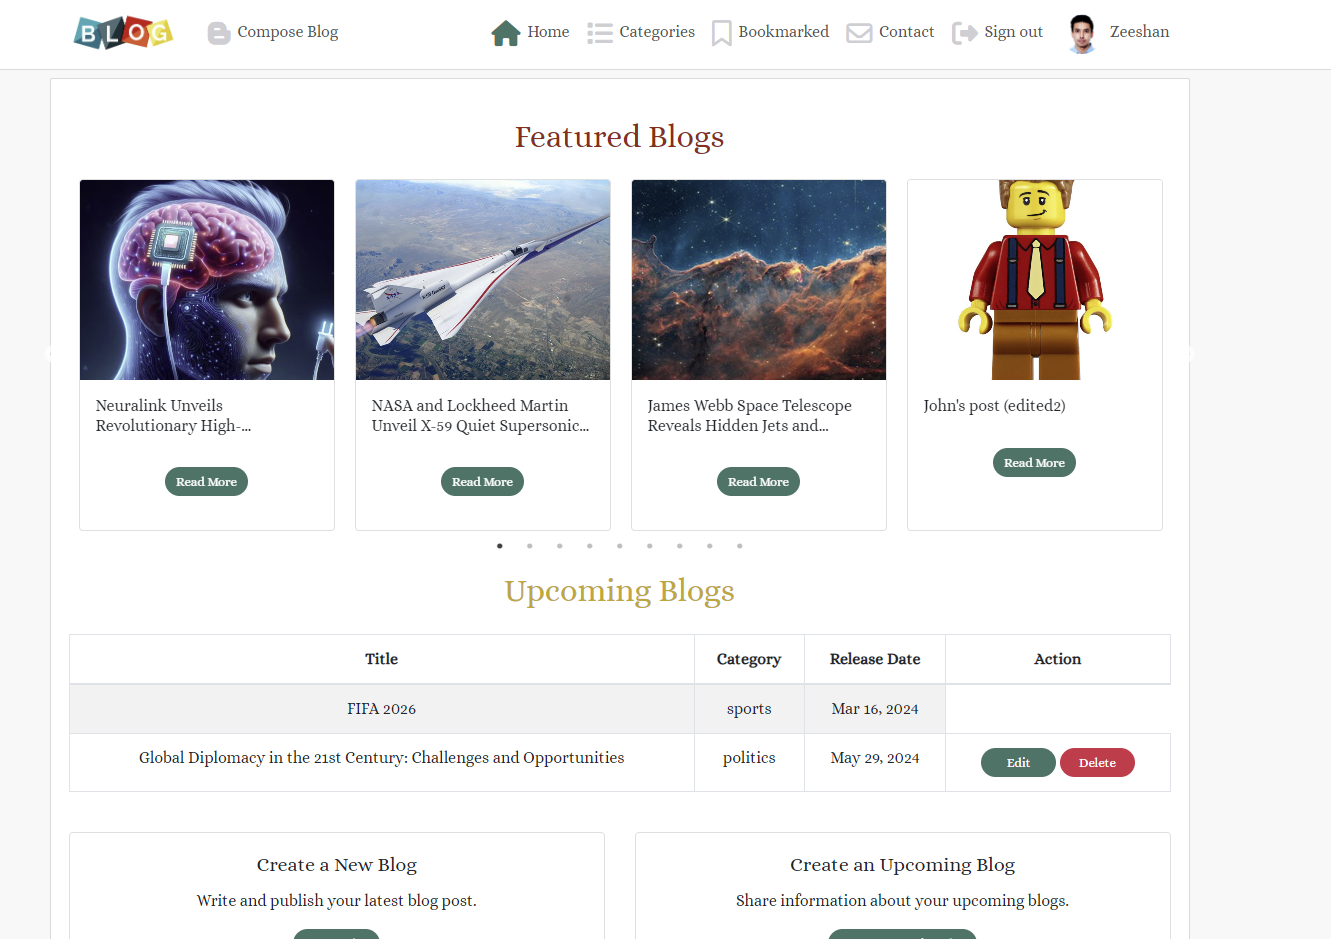 BLOG
Compose Blog
Home
Categories
Bookmarked
Contact
Sign out
Zeeshan
Featured Blogs
Neuralink Unveils
Revolutionary High-...
NASA and Lockheed Martin
Unveil X-59 Quiet Supersonic...
James Webb Space Telescope
Reveals Hidden Jets and...
John's post (edited2)
Read More
Read More
Read More
Read More
Upcoming Blogs
Title Category Release Date Action
FIFA 2026 sports Mar 16, 2024
Global Diplomacy in the 21st Century: Challenges and Opportunities politics May 29, 2024 Edit Delete
Create a New Blog
Write and publish your latest blog post.
Create an Upcoming Blog
Share information about your upcoming blogs.